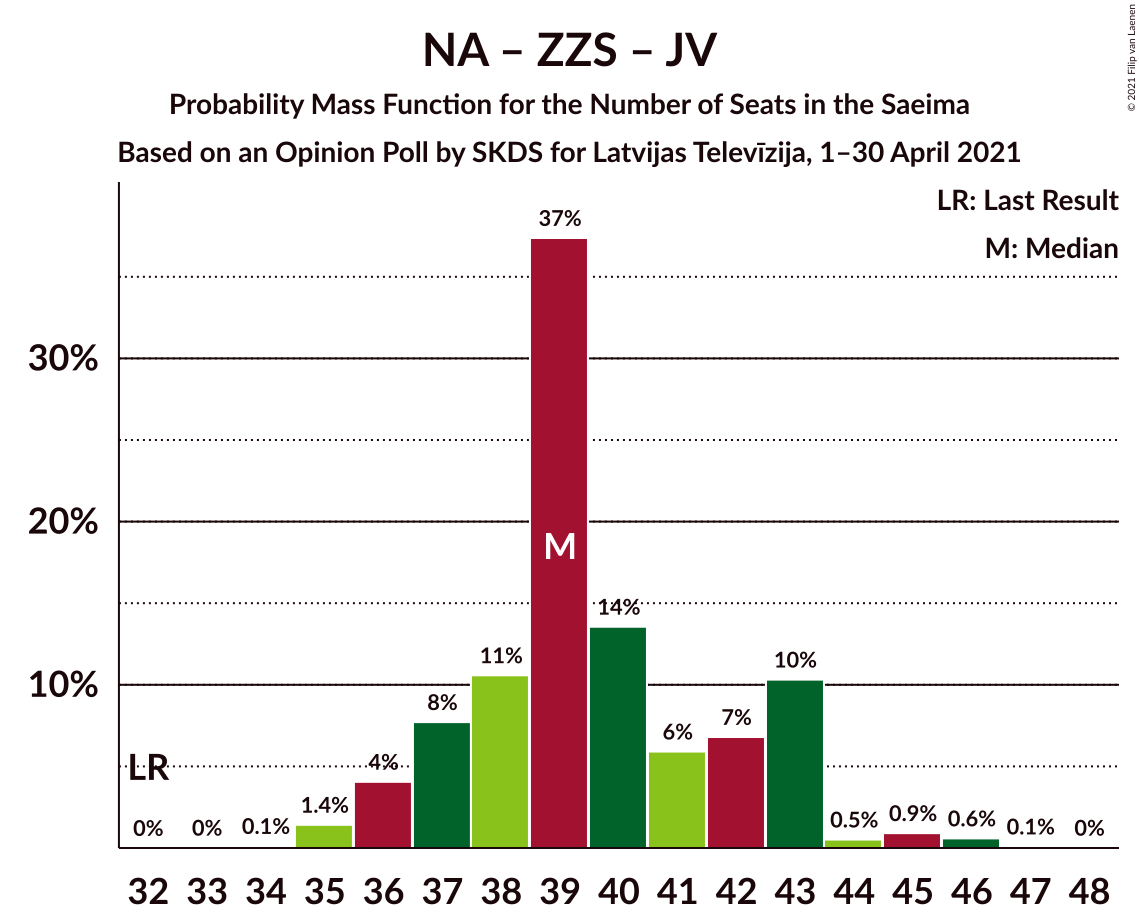 NA – ZZS – JV
Probability Mass Function for the Number of Seats in the Saeima
Based on an Opinion Poll by SKDS for Latvijas Televīzija, 1–30 April 2021
© 2021 Filip van Laenen
LR: Last Result
M: Median
37%
30%
20%
M
14%
11%
10%
10%
8%
7%
6%
LR
4%
1.4%
0%
0%
0.1%
0.5%
0.9%
0.6%
0.1%
0%
32 33 34 35 36 37 38 39 40 41 42 43 44 45 46 47 48